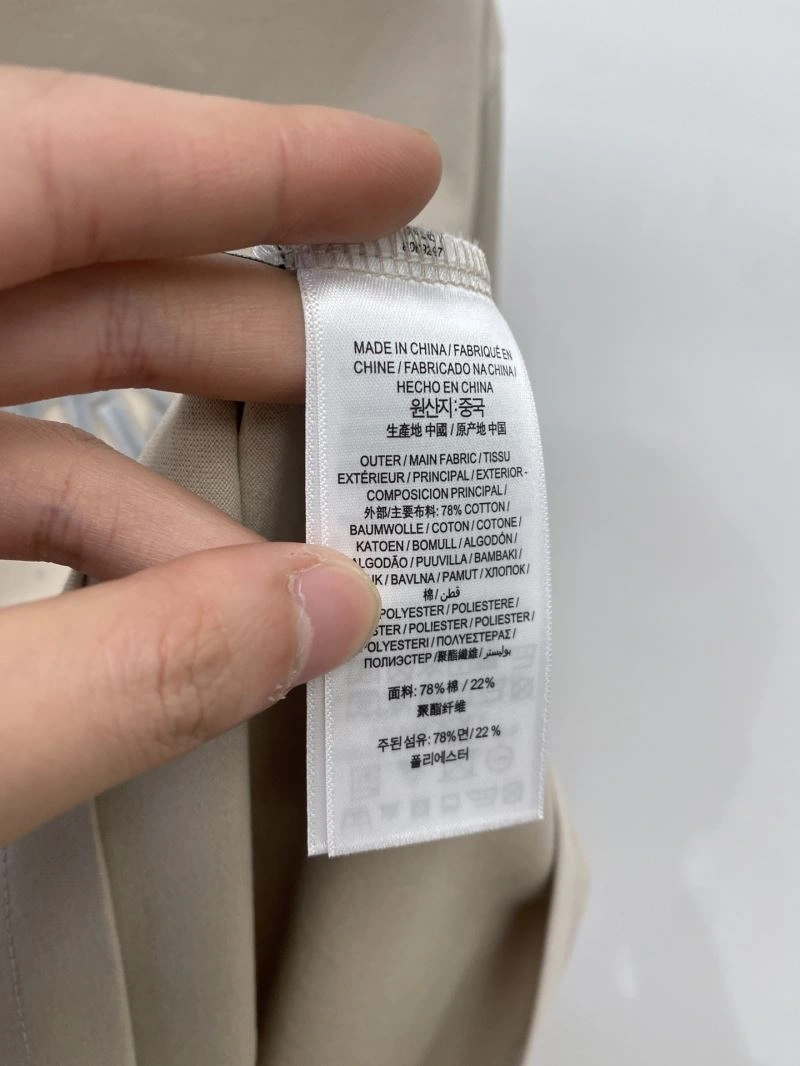 MADE IN CHINA / FABRIQUÉ EN
CHINE / FABRICADO NA CHINA/
HECHO EN CHINA
원산지:중국
生產地 中國 / 原产地 中国
OUTER / MAIN FABRIC / TISSU
EXTÉRIEUR / PRINCIPAL / EXTERIOR -
COMPOSICION PRINCIPAL /
外部/主要布料: 78% COTTON /
BAUMWOLLE / COTON / COTONE /
KATOEN / BOMULL / ALGODÓN /
ALGODÃO / PUUVILLA / BAMBAKI /
/ BAVLNA / PAMUT / ХЛОПОК /
棉 / قطن
POLYESTER / POLIESTERE /
/ POLIESTER / POLIESTER /
POLYESTERI / ΠΟΛΥΕΣΤΕΡΑΣ /
ПОЛИЭСТЕР /聚酯纖維/ بوليستر
面料: 78% 棉 / 22%
聚酯纤维
주된 섬유: 78% 면/ 22 %
폴리에스터